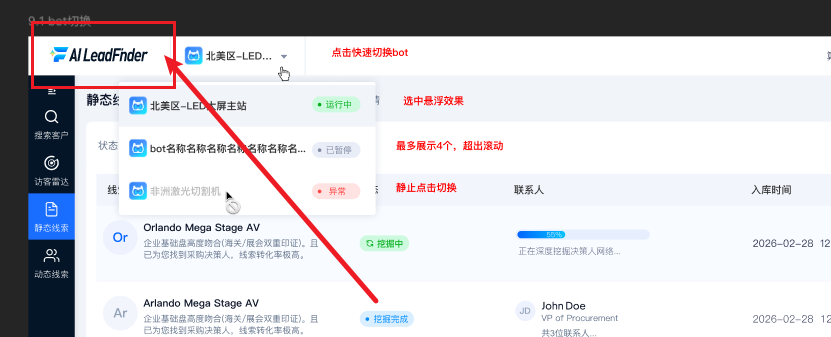 9.1 bot切换
AI LeadFinder
北美区-LED...
点击快速切换bot
静态线
情
选中悬浮效果
北美区-LED大屏主站
运行中
搜索客户
状态
bot名称名称名称名称名称名称名...
已暂停
最多展示4个，超出滚动
访客雷达
非洲激光切割机
异常
静止点击切换
联系人
入库时间
静态线索
Or
Orlando Mega Stage AV
企业基础盘高度吻合(海关/展会双重印证)。且
已为您找到采购决策人，线索转化率极高。
挖掘中
55%
正在深度挖掘决策人网络...
2026-02-28 12
动态线索
Ar
Arlando Mega Stage AV
企业基础盘高度吻合(海关/展会双重印证)。且
已为您找到采购决策人，线索转化率极高。
挖掘完成
JD
John Doe
VP of Procurement
共3位联系人...
2026-02-28 12